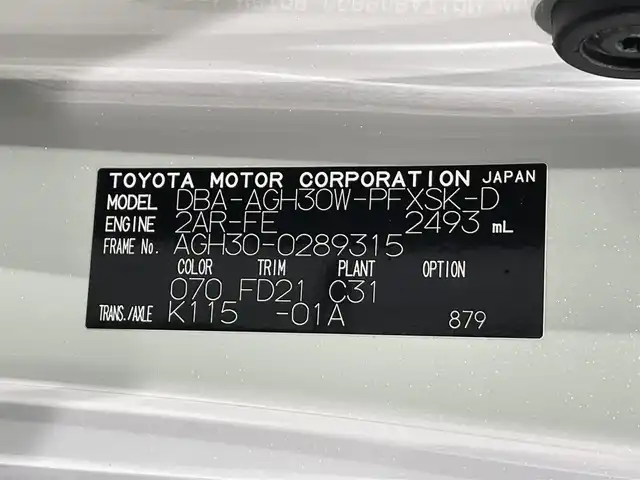 TOYOTA MOTOR CORPORATION JAPAN
MODEL DBA-AGH30W-PFXSK-D
ENGINE 2AR-FE 2493 mL
FRAME No. AGH30-0289315
COLOR TRIM PLANT OPTION
070 FD21 C31
TRANS./AXLE K115 -01A 879